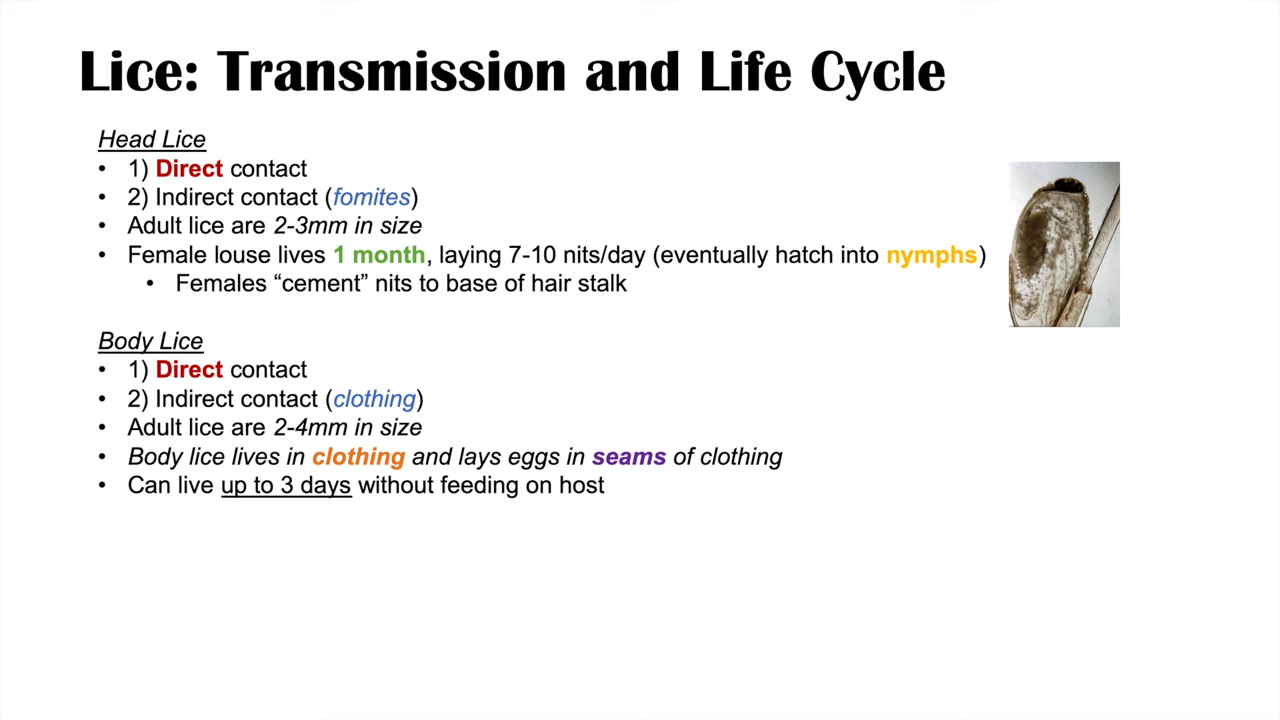 Lice: Transmission and Life Cycle
Head Lice
• 1) Direct contact
• 2) Indirect contact (fomites)
• Adult lice are 2-3mm in size
• Female louse lives 1 month, laying 7-10 nits/day (eventually hatch into nymphs)
• Females “cement” nits to base of hair stalk
Body Lice
• 1) Direct contact
• 2) Indirect contact (clothing)
• Adult lice are 2-4mm in size
• Body lice lives in clothing and lays eggs in seams of clothing
• Can live up to 3 days without feeding on host